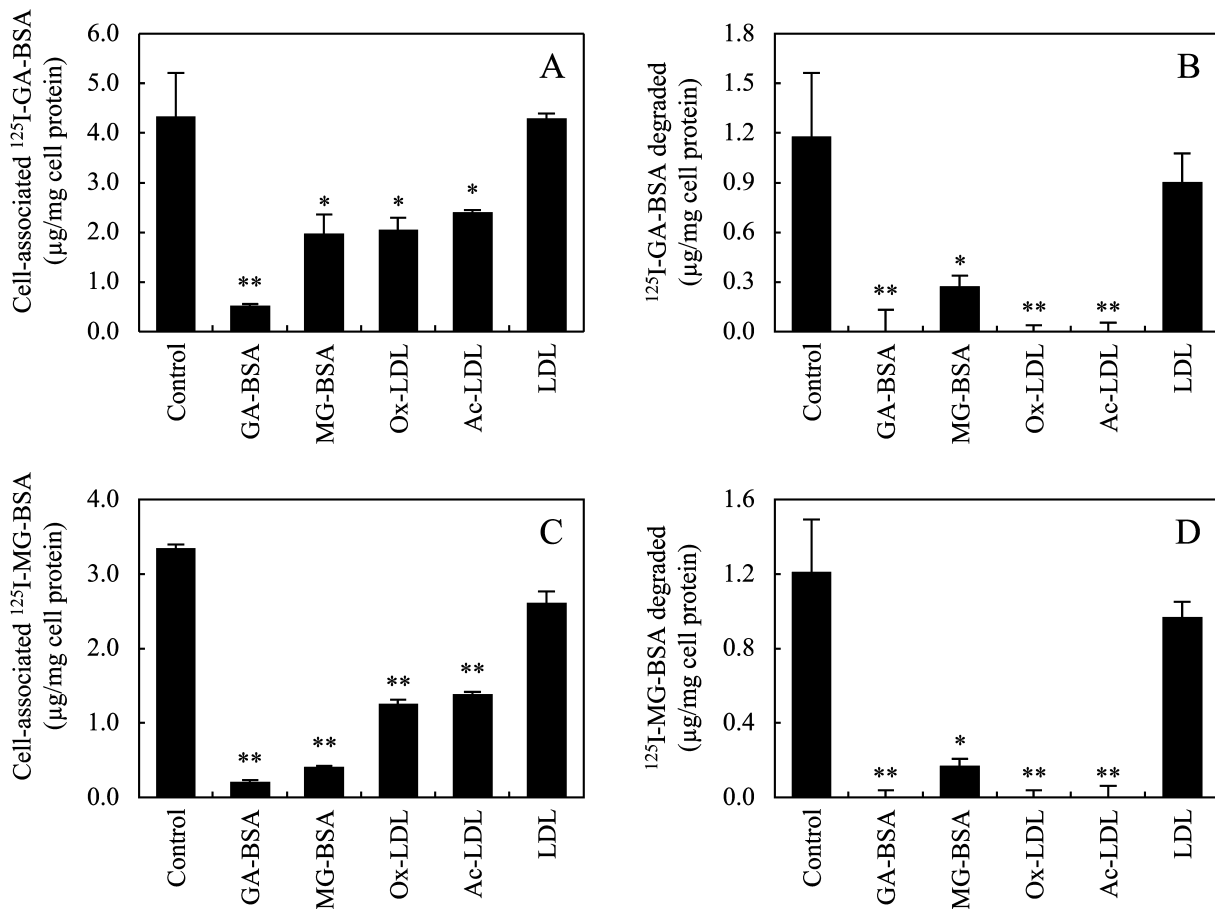 Cell-associated ¹²⁵I-GA-BSA
(µg/mg cell protein)
6.0
5.0
4.0
3.0
2.0
1.0
0.0
A
**
*
*
*
Control
GA-BSA
MG-BSA
Ox-LDL
Ac-LDL
LDL
¹²⁵I-GA-BSA degraded
(µg/mg cell protein)
1.8
1.5
1.2
0.9
0.6
0.3
0.0
B
**
*
**
**
Control
GA-BSA
MG-BSA
Ox-LDL
Ac-LDL
LDL
Cell-associated ¹²⁵I-MG-BSA
(µg/mg cell protein)
4.0
3.0
2.0
1.0
0.0
C
**
**
**
**
Control
GA-BSA
MG-BSA
Ox-LDL
Ac-LDL
LDL
¹²⁵I-MG-BSA degraded
(µg/mg cell protein)
1.6
1.2
0.8
0.4
0.0
D
**
*
**
**
Control
GA-BSA
MG-BSA
Ox-LDL
Ac-LDL
LDL